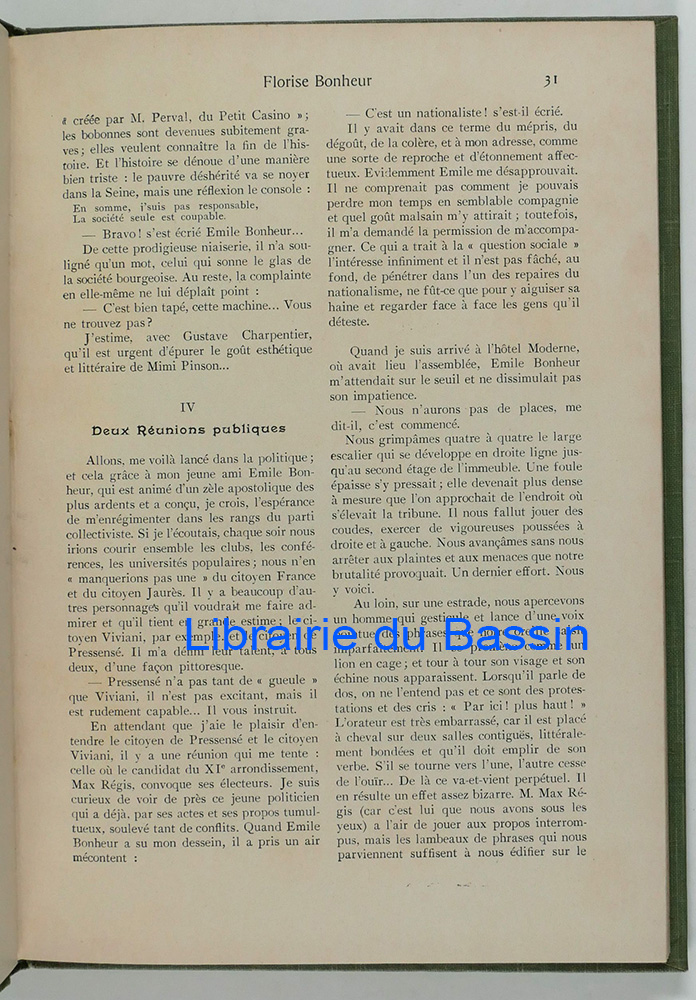 Florise Bonheur 31
« créée par M. Perval, du Petit Casino » ;
les bobonnes sont devenues subitement gra-
ves ; elles veulent connaître la fin de l'his-
toire. Et l'histoire se dénoue d'une manière
bien triste : le pauvre déshérité va se noyer
dans la Seine, mais une réflexion le console :
En somme, j'suis pas responsable,
La société seule est coupable.
— Bravo ! s'est écrié Emile Bonheur...
De cette prodigieuse niaiserie, il n'a sou-
ligné qu'un mot, celui qui sonne le glas de
la société bourgeoise. Au reste, la complainte
en elle-même ne lui déplaît point :
— C'est bien tapé, cette machine... Vous
ne trouvez pas ?
J'estime, avec Gustave Charpentier,
qu'il est urgent d'épurer le goût esthétique
et littéraire de Mimi Pinson...
IV
Deux Réunions publiques
Allons, me voilà lancé dans la politique ;
et cela grâce à mon jeune ami Emile Bon-
heur, qui est animé d'un zèle apostolique des
plus ardents et a conçu, je crois, l'espérance
de m'enrégimenter dans les rangs du parti
collectiviste. Si je l'écoutais, chaque soir nous
irions courir ensemble les clubs, les confé-
rences, les universités populaires ; nous n'en
« manquerions pas une » du citoyen France
et du citoyen Jaurès. Il y a beaucoup d'au-
tres personnages qu'il voudrait me faire ad-
mirer et qu'il tient en grande estime ; le ci-
toyen Viviani, par exemple, et le citoyen de
Pressensé. Il m'a défini leur talent, à tous
deux, d'une façon pittoresque.
— Pressensé n'a pas tant de « gueule »
que Viviani, il n'est pas excitant, mais il
est rudement capable... Il vous instruit.
En attendant que j'aie le plaisir d'en-
tendre le citoyen de Pressensé et le citoyen
Viviani, il y a une réunion qui me tente :
celle où le candidat du XIe arrondissement,
Max Régis, convoque ses électeurs. Je suis
curieux de voir de près ce jeune politicien
qui a déjà, par ses actes et ses propos tumul-
tueux, soulevé tant de conflits. Quand Emile
Bonheur a su mon dessein, il a pris un air
mécontent :
— C'est un nationaliste ! s'est-il écrié.
Il y avait dans ce terme du mépris, du
dégoût, de la colère, et à mon adresse, comme
une sorte de reproche et d'étonnement affec-
tueux. Evidemment Emile me désapprouvait.
Il ne comprenait pas comment je pouvais
perdre mon temps en semblable compagnie
et quel goût malsain m'y attirait ; toutefois,
il m'a demandé la permission de m'accompa-
gner. Ce qui a trait à la « question sociale »
l'intéresse infiniment et il n'est pas fâché, au
fond, de pénétrer dans l'un des repaires du
nationalisme, ne fût-ce que pour y aiguiser sa
haine et regarder face à face les gens qu'il
déteste.
Quand je suis arrivé à l'hôtel Moderne,
où avait lieu l'assemblée, Emile Bonheur
m'attendait sur le seuil et ne dissimulait pas
son impatience.
— Nous n'aurons pas de places, me
dit-il, c'est commencé.
Nous grimpâmes quatre à quatre le large
escalier qui se développe en droite ligne jus-
qu'au second étage de l'immeuble. Une foule
épaisse s'y pressait ; elle devenait plus dense
à mesure que l'on approchait de l'endroit où
s'élevait la tribune. Il nous fallut jouer des
coudes, exercer de vigoureuses poussées à
droite et à gauche. Nous avançâmes sans nous
arrêter aux plaintes et aux menaces que notre
brutalité provoquait. Un dernier effort. Nous
y voici.
Au loin, sur une estrade, nous apercevons
un homme qui gesticule et lance d'une voix
des phrases
imparfaitement. Il comme un
lion en cage ; et tour à tour son visage et son
échine nous apparaissent. Lorsqu'il parle de
dos, on ne l'entend pas et ce sont des protes-
tations et des cris : « Par ici ! plus haut ! »
L'orateur est très embarrassé, car il est placé
à cheval sur deux salles contiguës, littérale-
ment bondées et qu'il doit emplir de son
verbe. S'il se tourne vers l'une, l'autre cesse
de l'ouïr... De là ce va-et-vient perpétuel. Il
en résulte un effet assez bizarre. M. Max Ré-
gis (car c'est lui que nous avons sous les
yeux) a l'air de jouer aux propos interrom-
pus, mais les lambeaux de phrases qui nous
parviennent suffisent à nous édifier sur le
Librairie du Bassin